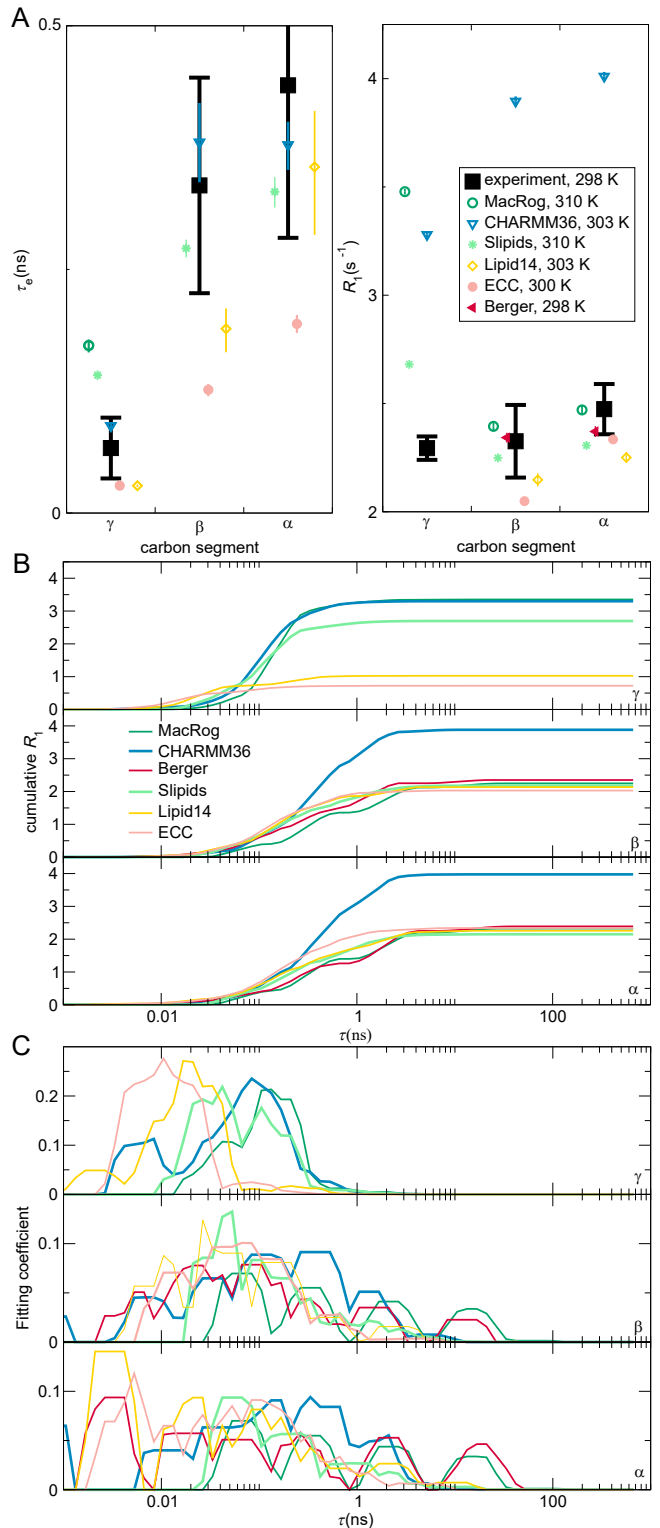 A
0.5
τe(ns)
0
γ
β
α
carbon segment
4
R1(s⁻¹)
3
2
experiment, 298 K
MacRog, 310 K
CHARMM36, 303 K
Slipids, 310 K
Lipid14, 303 K
ECC, 300 K
Berger, 298 K
γ
β
α
carbon segment
B
4
3
2
1
0
γ
cumulative R1
4
3
2
1
0
MacRog
CHARMM36
Berger
Slipids
Lipid14
ECC
β
4
3
2
1
0
α
0.01
1
100
τ(ns)
C
0.2
0.1
0
γ
Fitting coefficient
0.1
0
β
0.1
0
α
0.01
1
100
τ(ns)